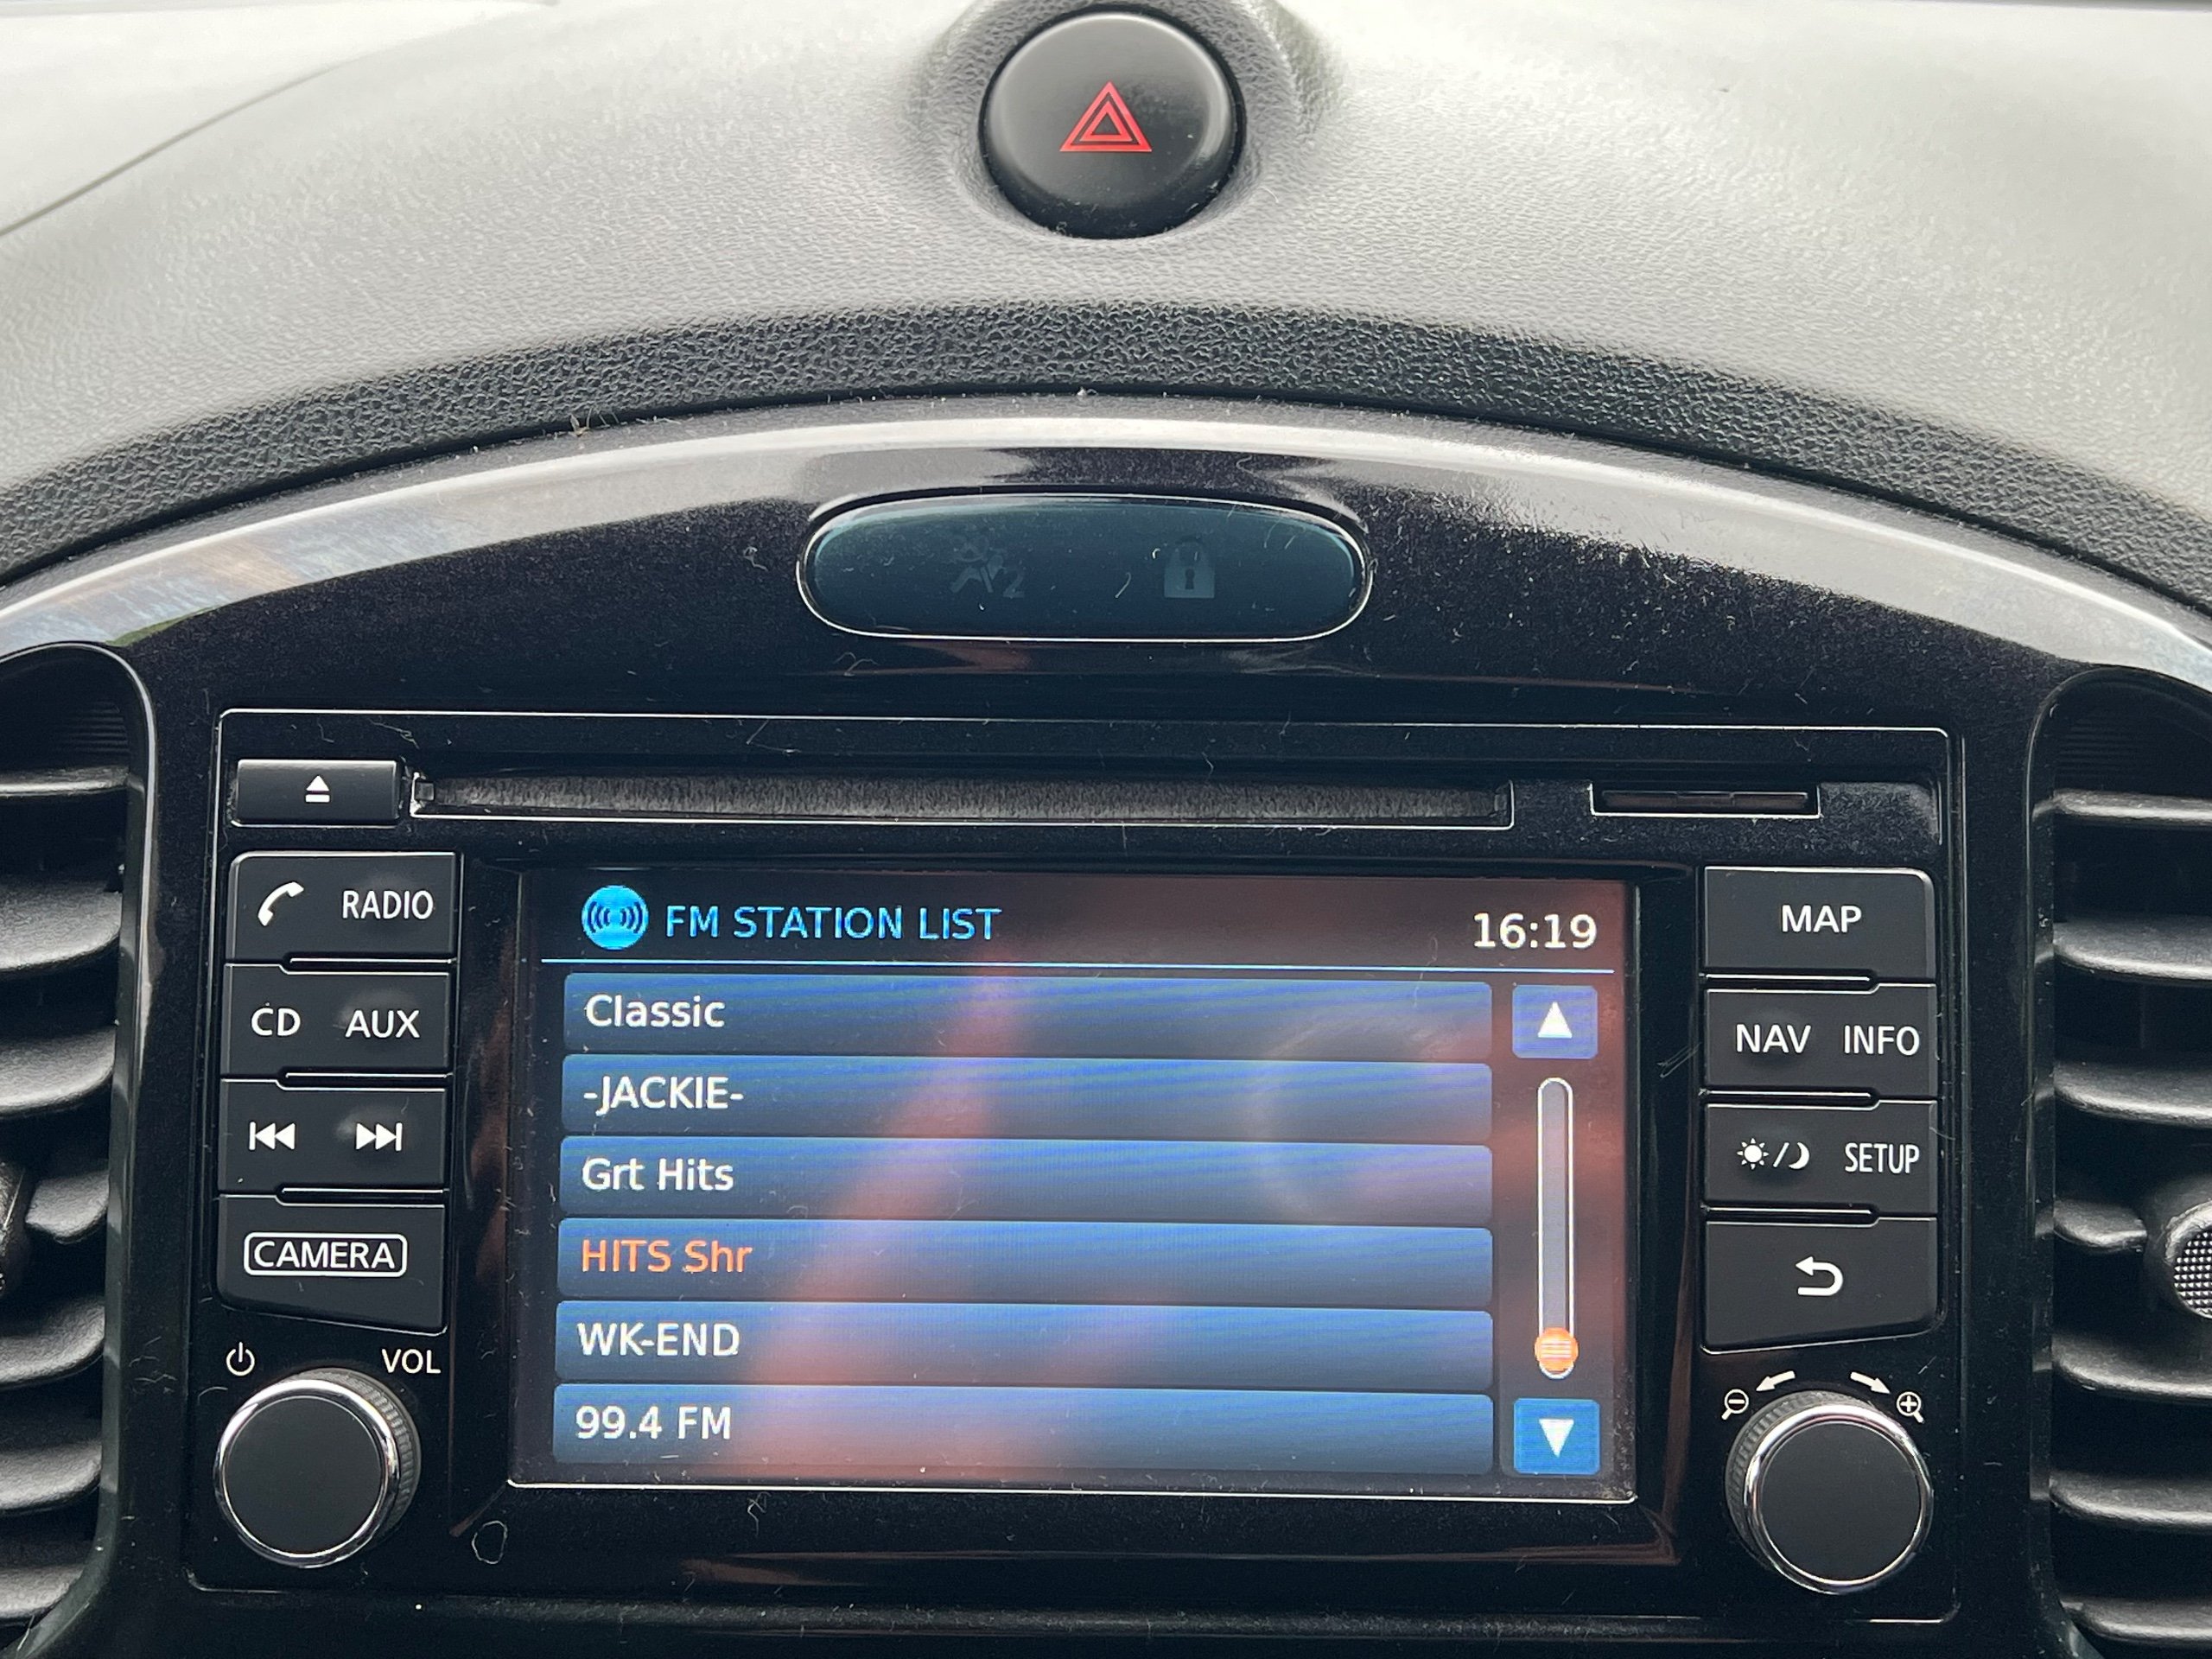 RADIO
CD AUX
CAMERA
VOL
FM STATION LIST 16:19
Classic
-JACKIE-
Grt Hits
HITS Shr
WK-END
99.4 FM
MAP
NAV INFO
SETUP